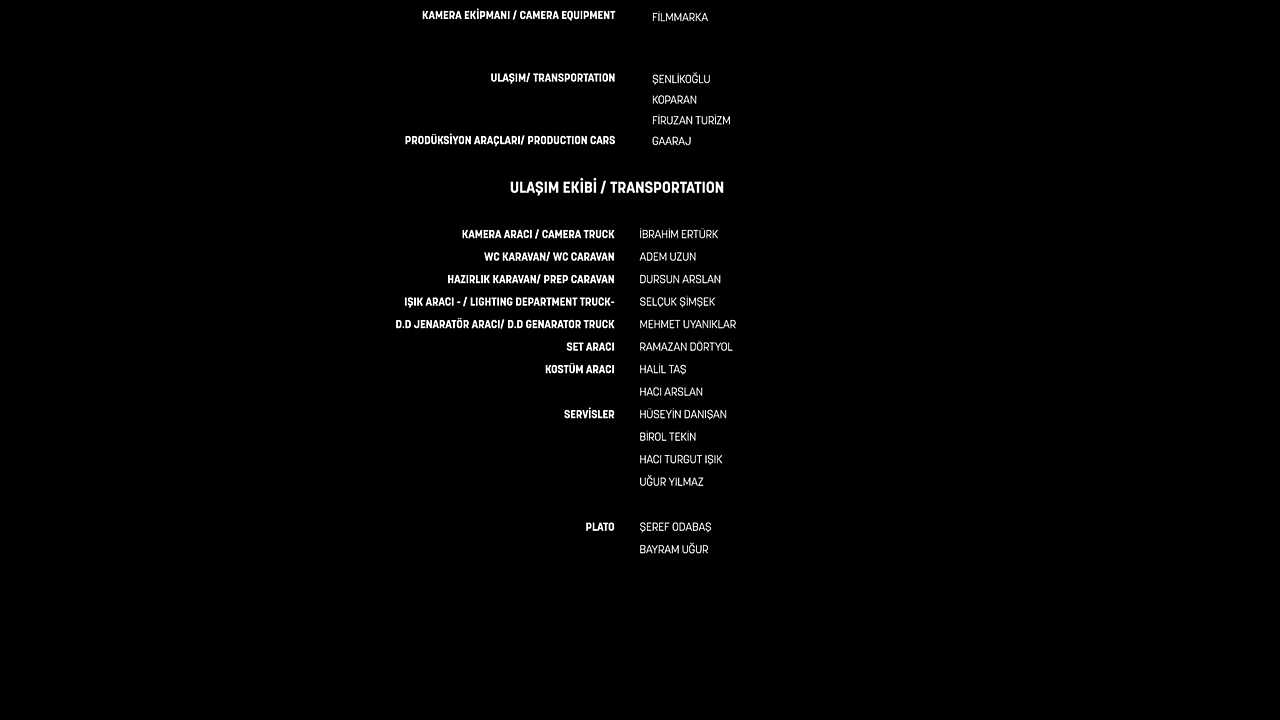 KAMERA EKİPMANI / CAMERA EQUIPMENT FİLMMARKA
ULAŞIM/ TRANSPORTATION ŞENLİKOĞLU
KOPARAN
FİRUZAN TURİZM
PRODÜKSİYON ARAÇLARI/ PRODUCTION CARS GAARAJ
ULAŞIM EKİBİ / TRANSPORTATION
KAMERA ARACI / CAMERA TRUCK İBRAHİM ERTÜRK
WC KARAVAN/ WC CARAVAN ADEM UZUN
HAZIRLIK KARAVAN/ PREP CARAVAN DURSUN ARSLAN
IŞIK ARACI - / LIGHTING DEPARTMENT TRUCK- SELÇUK ŞİMŞEK
D.D JENARATÖR ARACI/ D.D GENARATOR TRUCK MEHMET UYANIKLAR
SET ARACI RAMAZAN DÖRTYOL
KOSTÜM ARACI HALİL TAŞ
HACI ARSLAN
SERVİSLER HÜSEYİN DANIŞAN
BİROL TEKİN
HACI TURGUT IŞIK
UĞUR YILMAZ
PLATO ŞEREF ODABAŞ
BAYRAM UĞUR